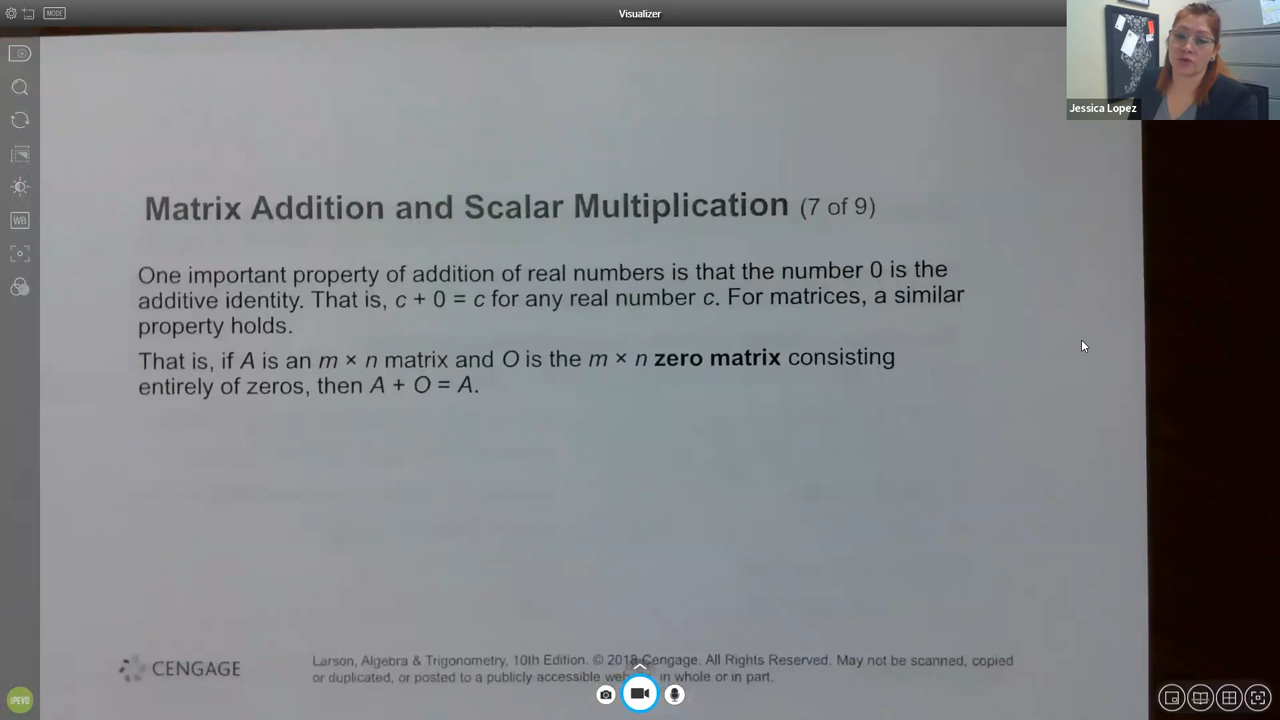 MODE
Visualizer
Jessica Lopez
WB
Matrix Addition and Scalar Multiplication (7 of 9)
One important property of addition of real numbers is that the number 0 is the
additive identity. That is, c + 0 = c for any real number c. For matrices, a similar
property holds.
That is, if A is an m × n matrix and O is the m × n zero matrix consisting
entirely of zeros, then A + O = A.
CENGAGE
Larson, Algebra & Trigonometry, 10th Edition. © 2018 Cengage. All Rights Reserved. May not be scanned, copied
or duplicated, or posted to a publicly accessible in whole or in part.
IPEVO